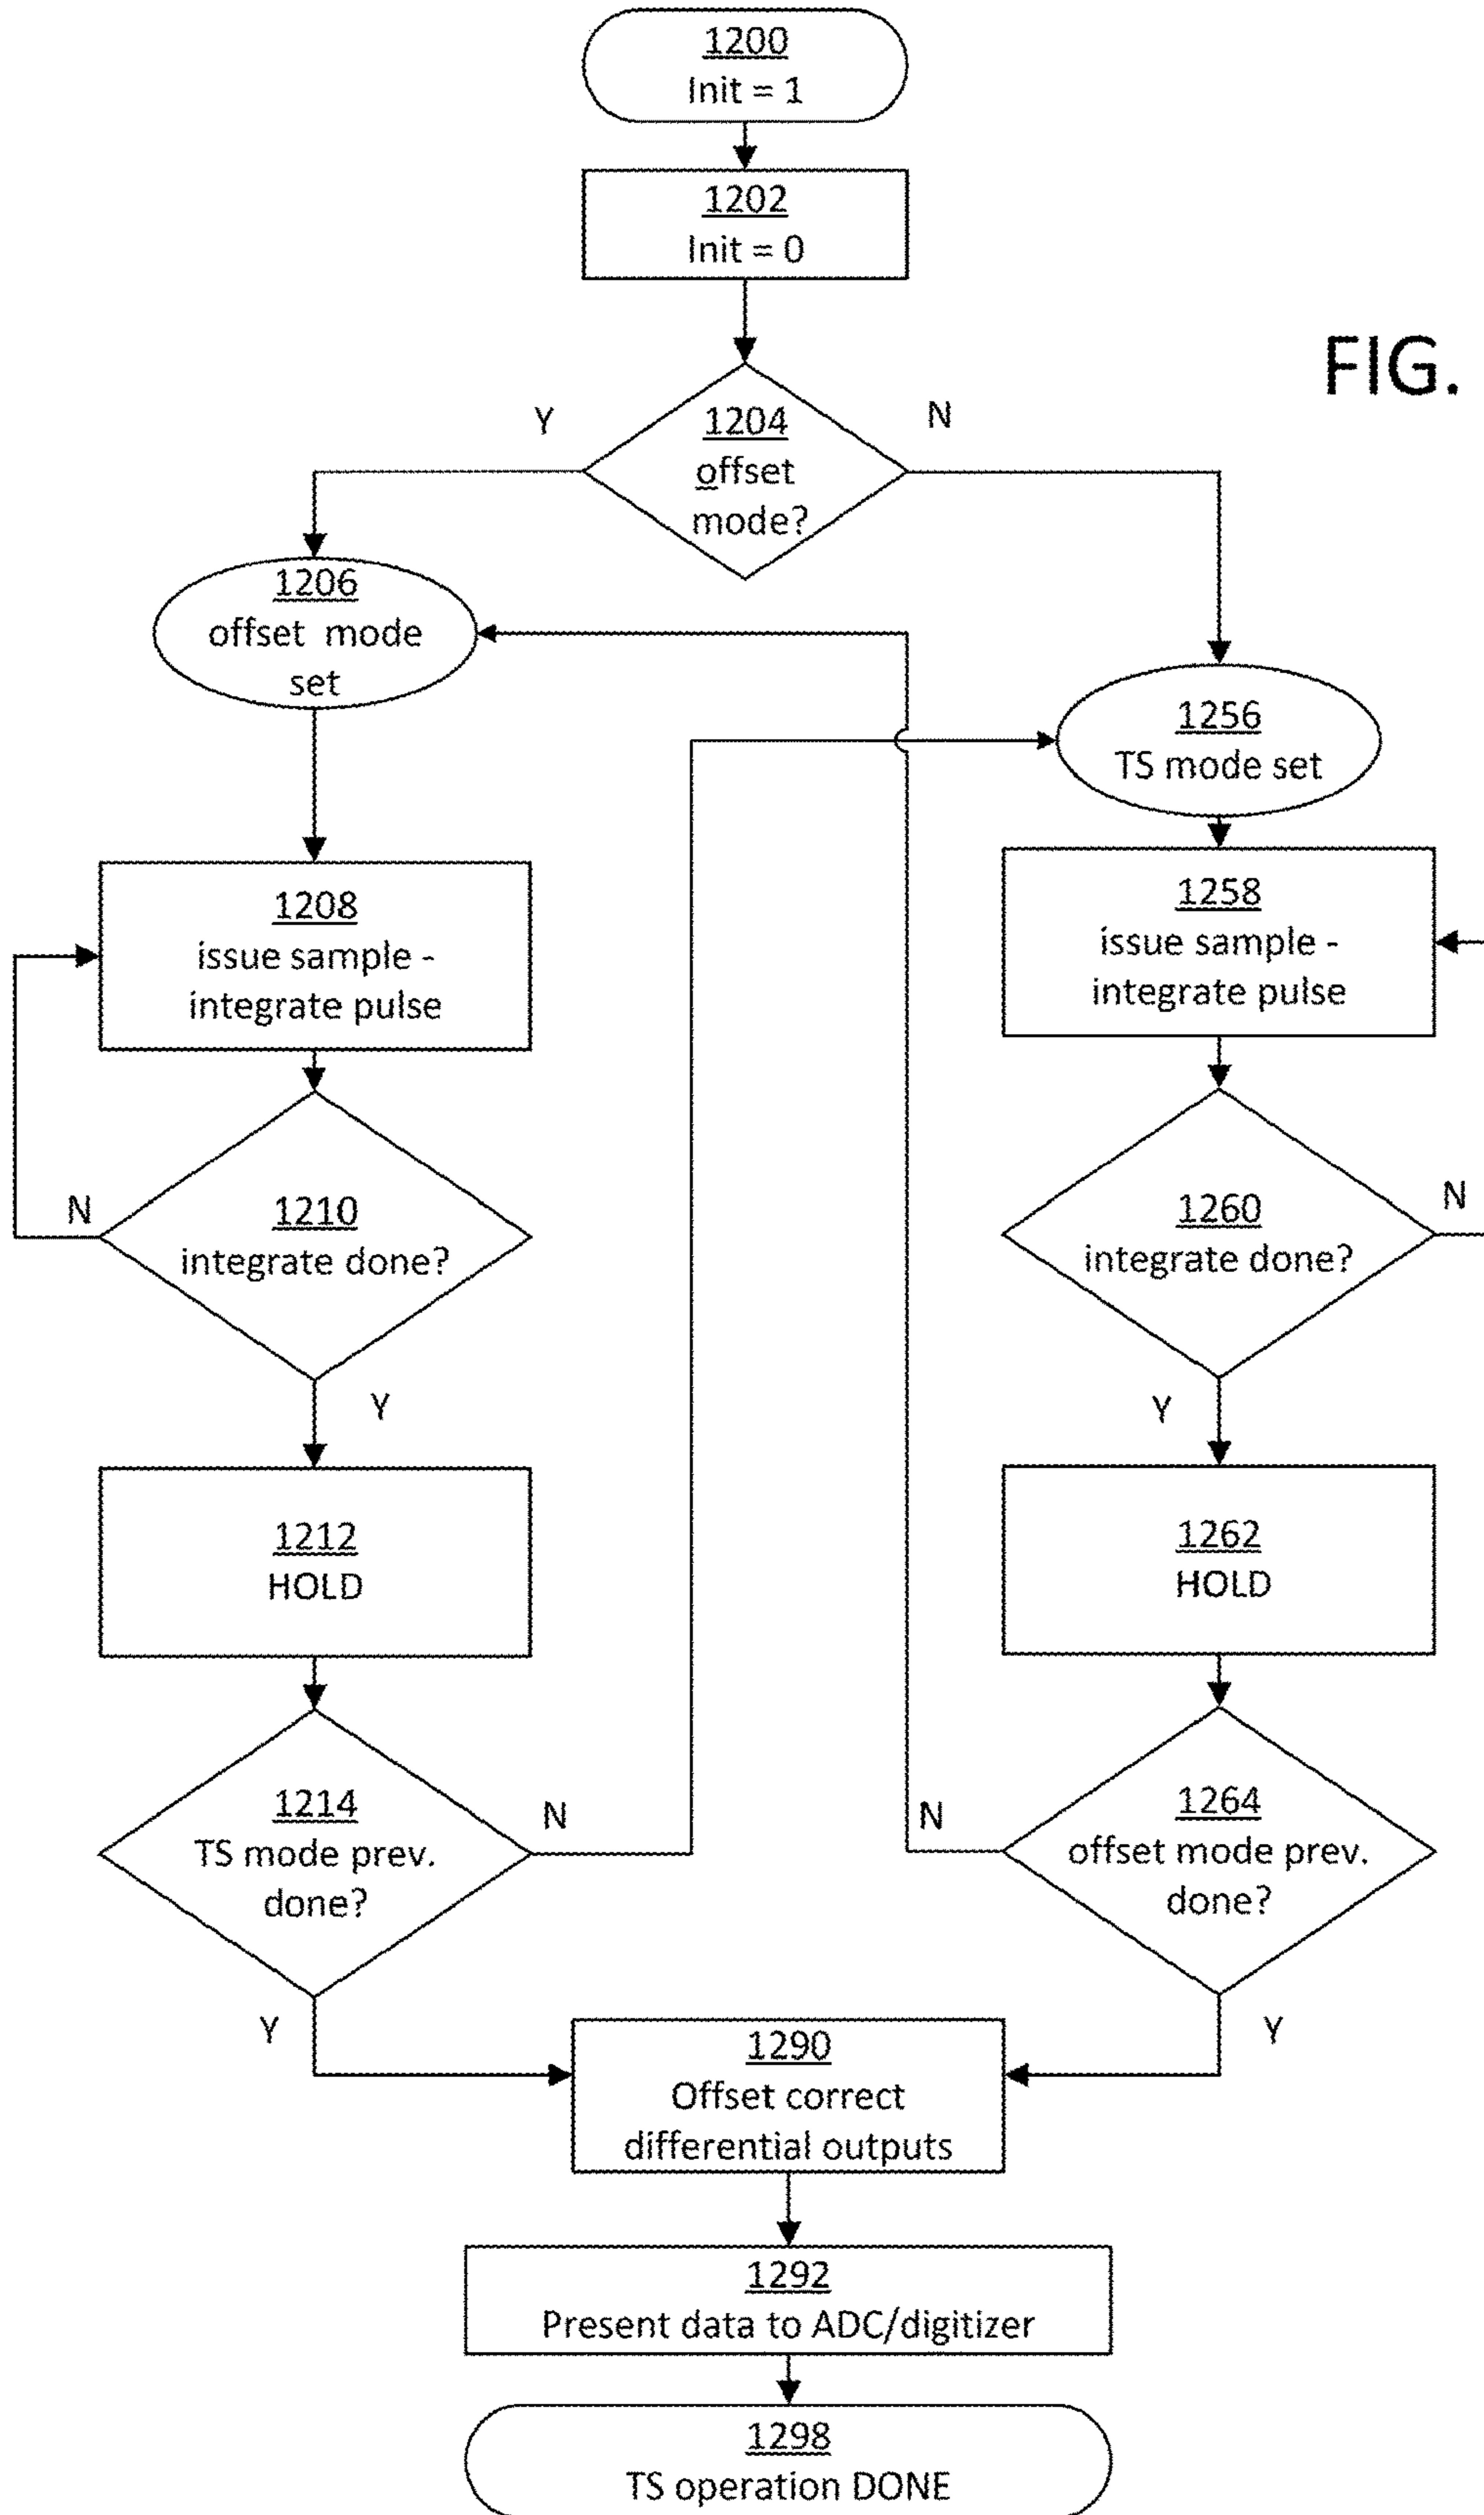 1200
Init = 1
1202
Init = 0
FIG.
Y
1204
offset
mode?
N
1206
offset mode
set
1256
TS mode set
1208
issue sample -
integrate pulse
1258
issue sample -
integrate pulse
N
1210
integrate done?
1260
integrate done?
N
Y
Y
1212
HOLD
1262
HOLD
1214
TS mode prev.
done?
N
N
1264
offset mode prev.
done?
Y
Y
1290
Offset correct
differential outputs
1292
Present data to ADC/digitizer
1298
TS operation DONE